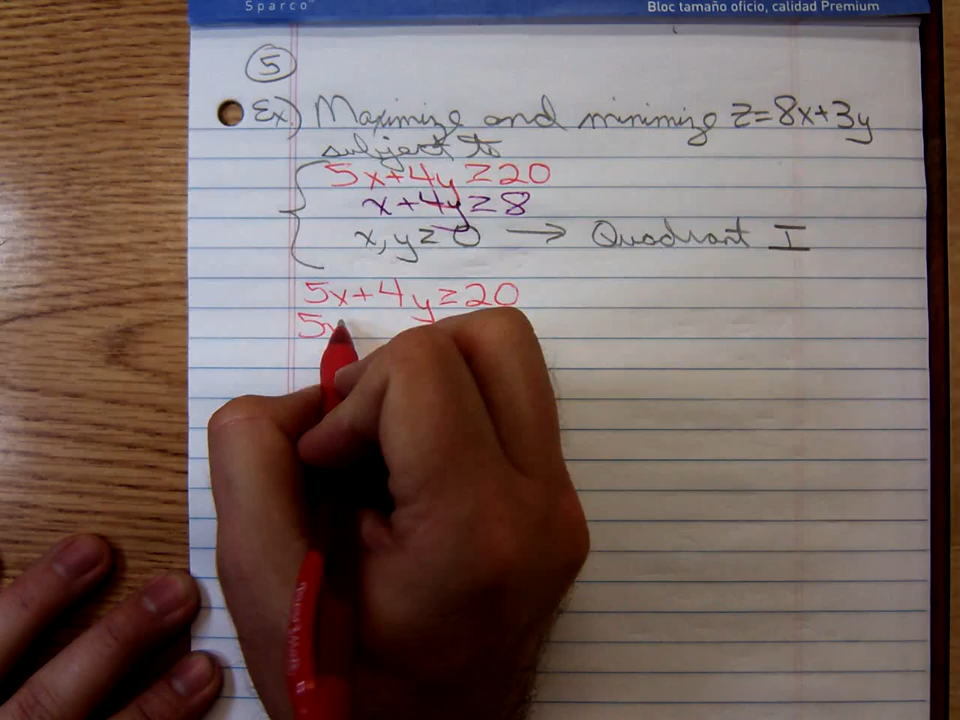 Sparco
Bloc tamaño oficio, calidad Premium
5
Ex) Maximize and minimize z=8x+3y
subject to
5x+4y≥20
x+4y≥8
x,y≥0 → Quadrant I
5x+4y≥20
5x